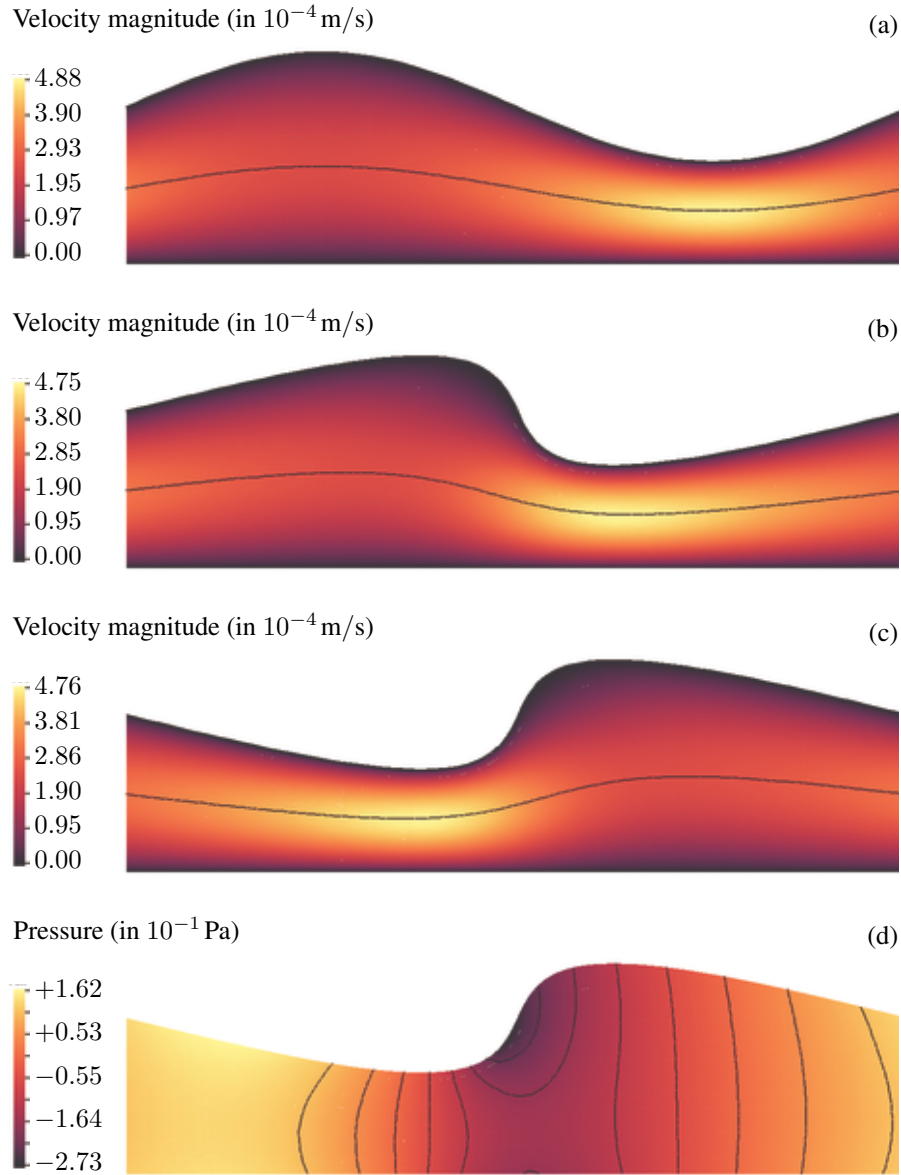 Velocity magnitude (in 10⁻⁴ m/s)
(a)
4.88
3.90
2.93
1.95
0.97
0.00
Velocity magnitude (in 10⁻⁴ m/s)
(b)
4.75
3.80
2.85
1.90
0.95
0.00
Velocity magnitude (in 10⁻⁴ m/s)
(c)
4.76
3.81
2.86
1.90
0.95
0.00
Pressure (in 10⁻¹ Pa)
(d)
+1.62
+0.53
−0.55
−1.64
−2.73